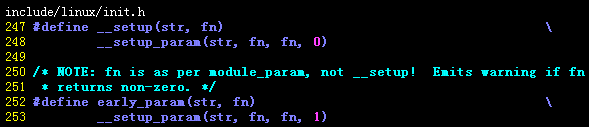 include/linux/init.h
247 #define __setup(str, fn) \
248 __setup_param(str, fn, fn, 0)
249
250 /* NOTE: fn is as per module_param, not __setup! Emits warning if fn
251 * returns non-zero. */
252 #define early_param(str, fn) \
253 __setup_param(str, fn, fn, 1)